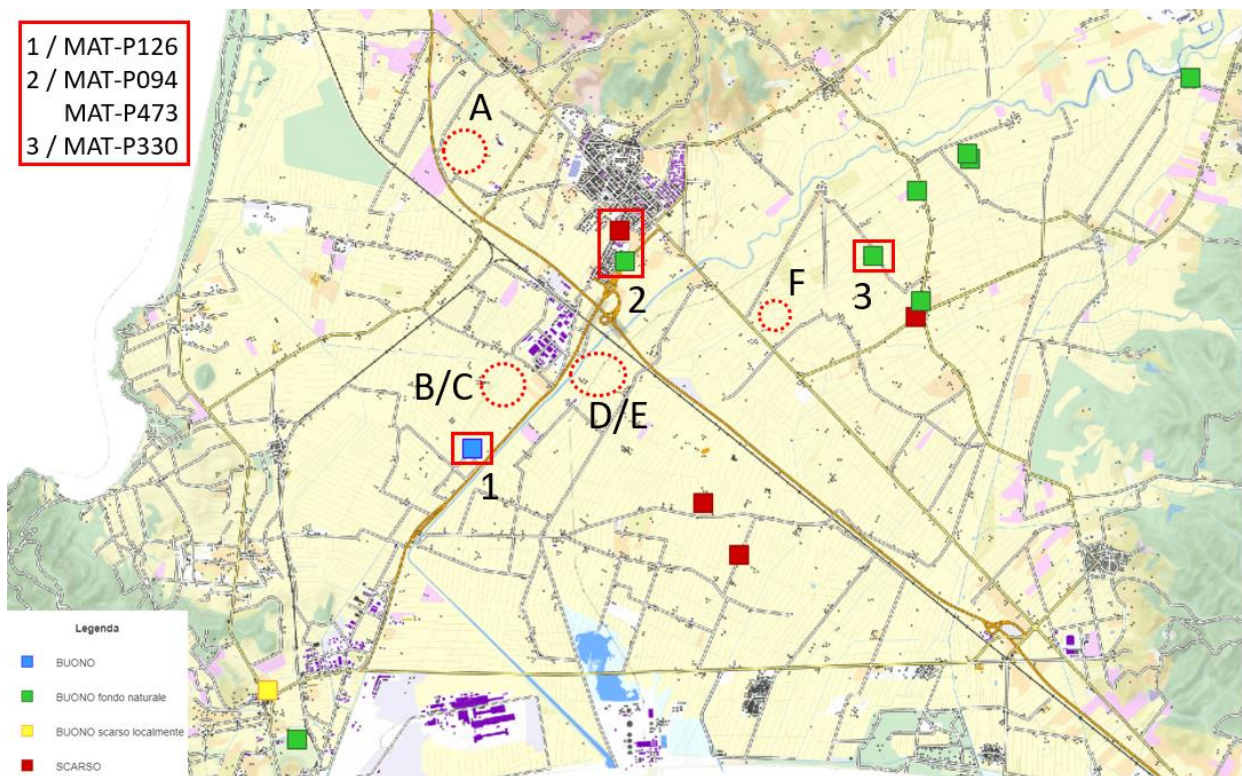 1 / MAT-P126
2 / MAT-P094
MAT-P473
3 / MAT-P330
A
F
3
2
B/C
D/E
1
Legenda
BUONO
BUONO fondo naturale
BUONO scarso localmente
SCARSO